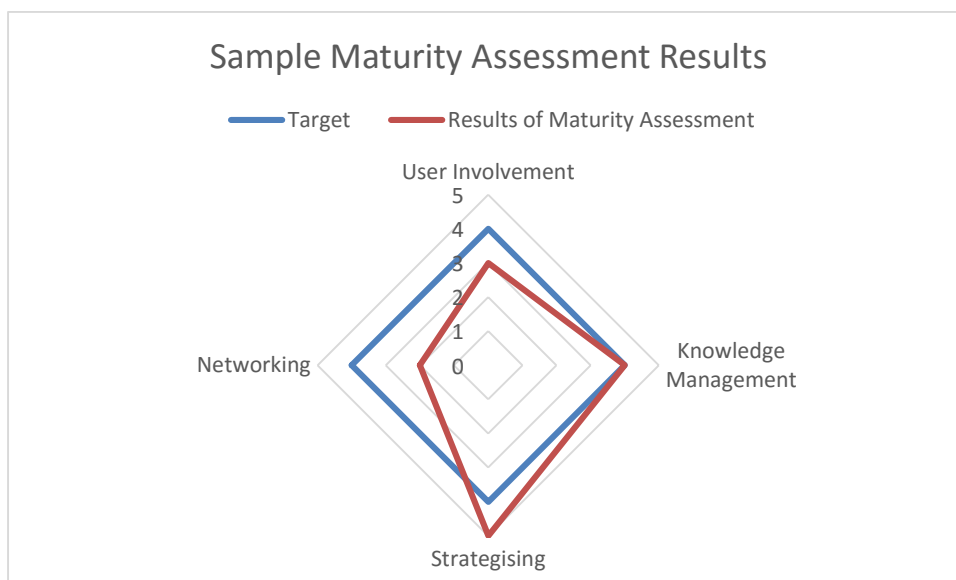 Sample Maturity Assessment Results
Target
Results of Maturity Assessment
User Involvement
5
4
3
2
1
0
Networking
Knowledge
Management
Strategising